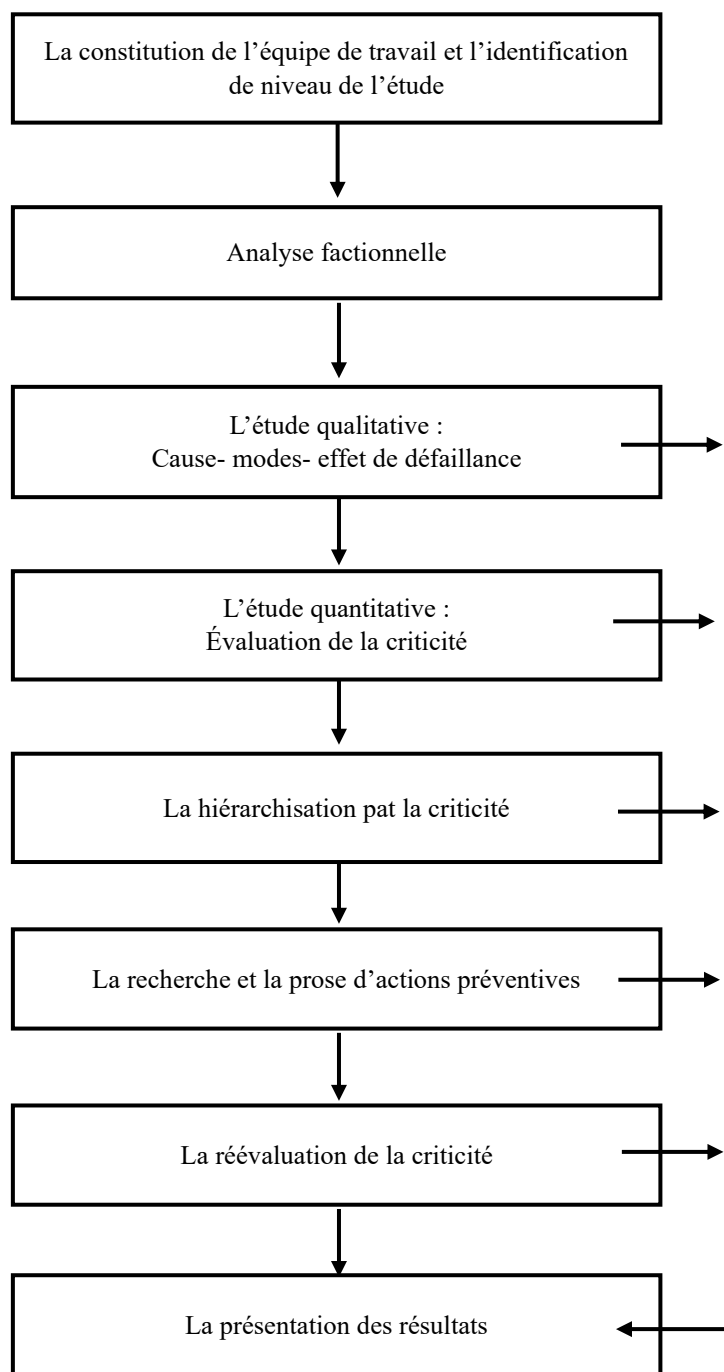 La constitution de l’équipe de travail et l’identification
de niveau de l’étude
Analyse factionnelle
L’étude qualitative :
Cause- modes- effet de défaillance
L’étude quantitative :
Évaluation de la criticité
La hiérarchisation pat la criticité
La recherche et la prose d’actions préventives
La réévaluation de la criticité
La présentation des résultats